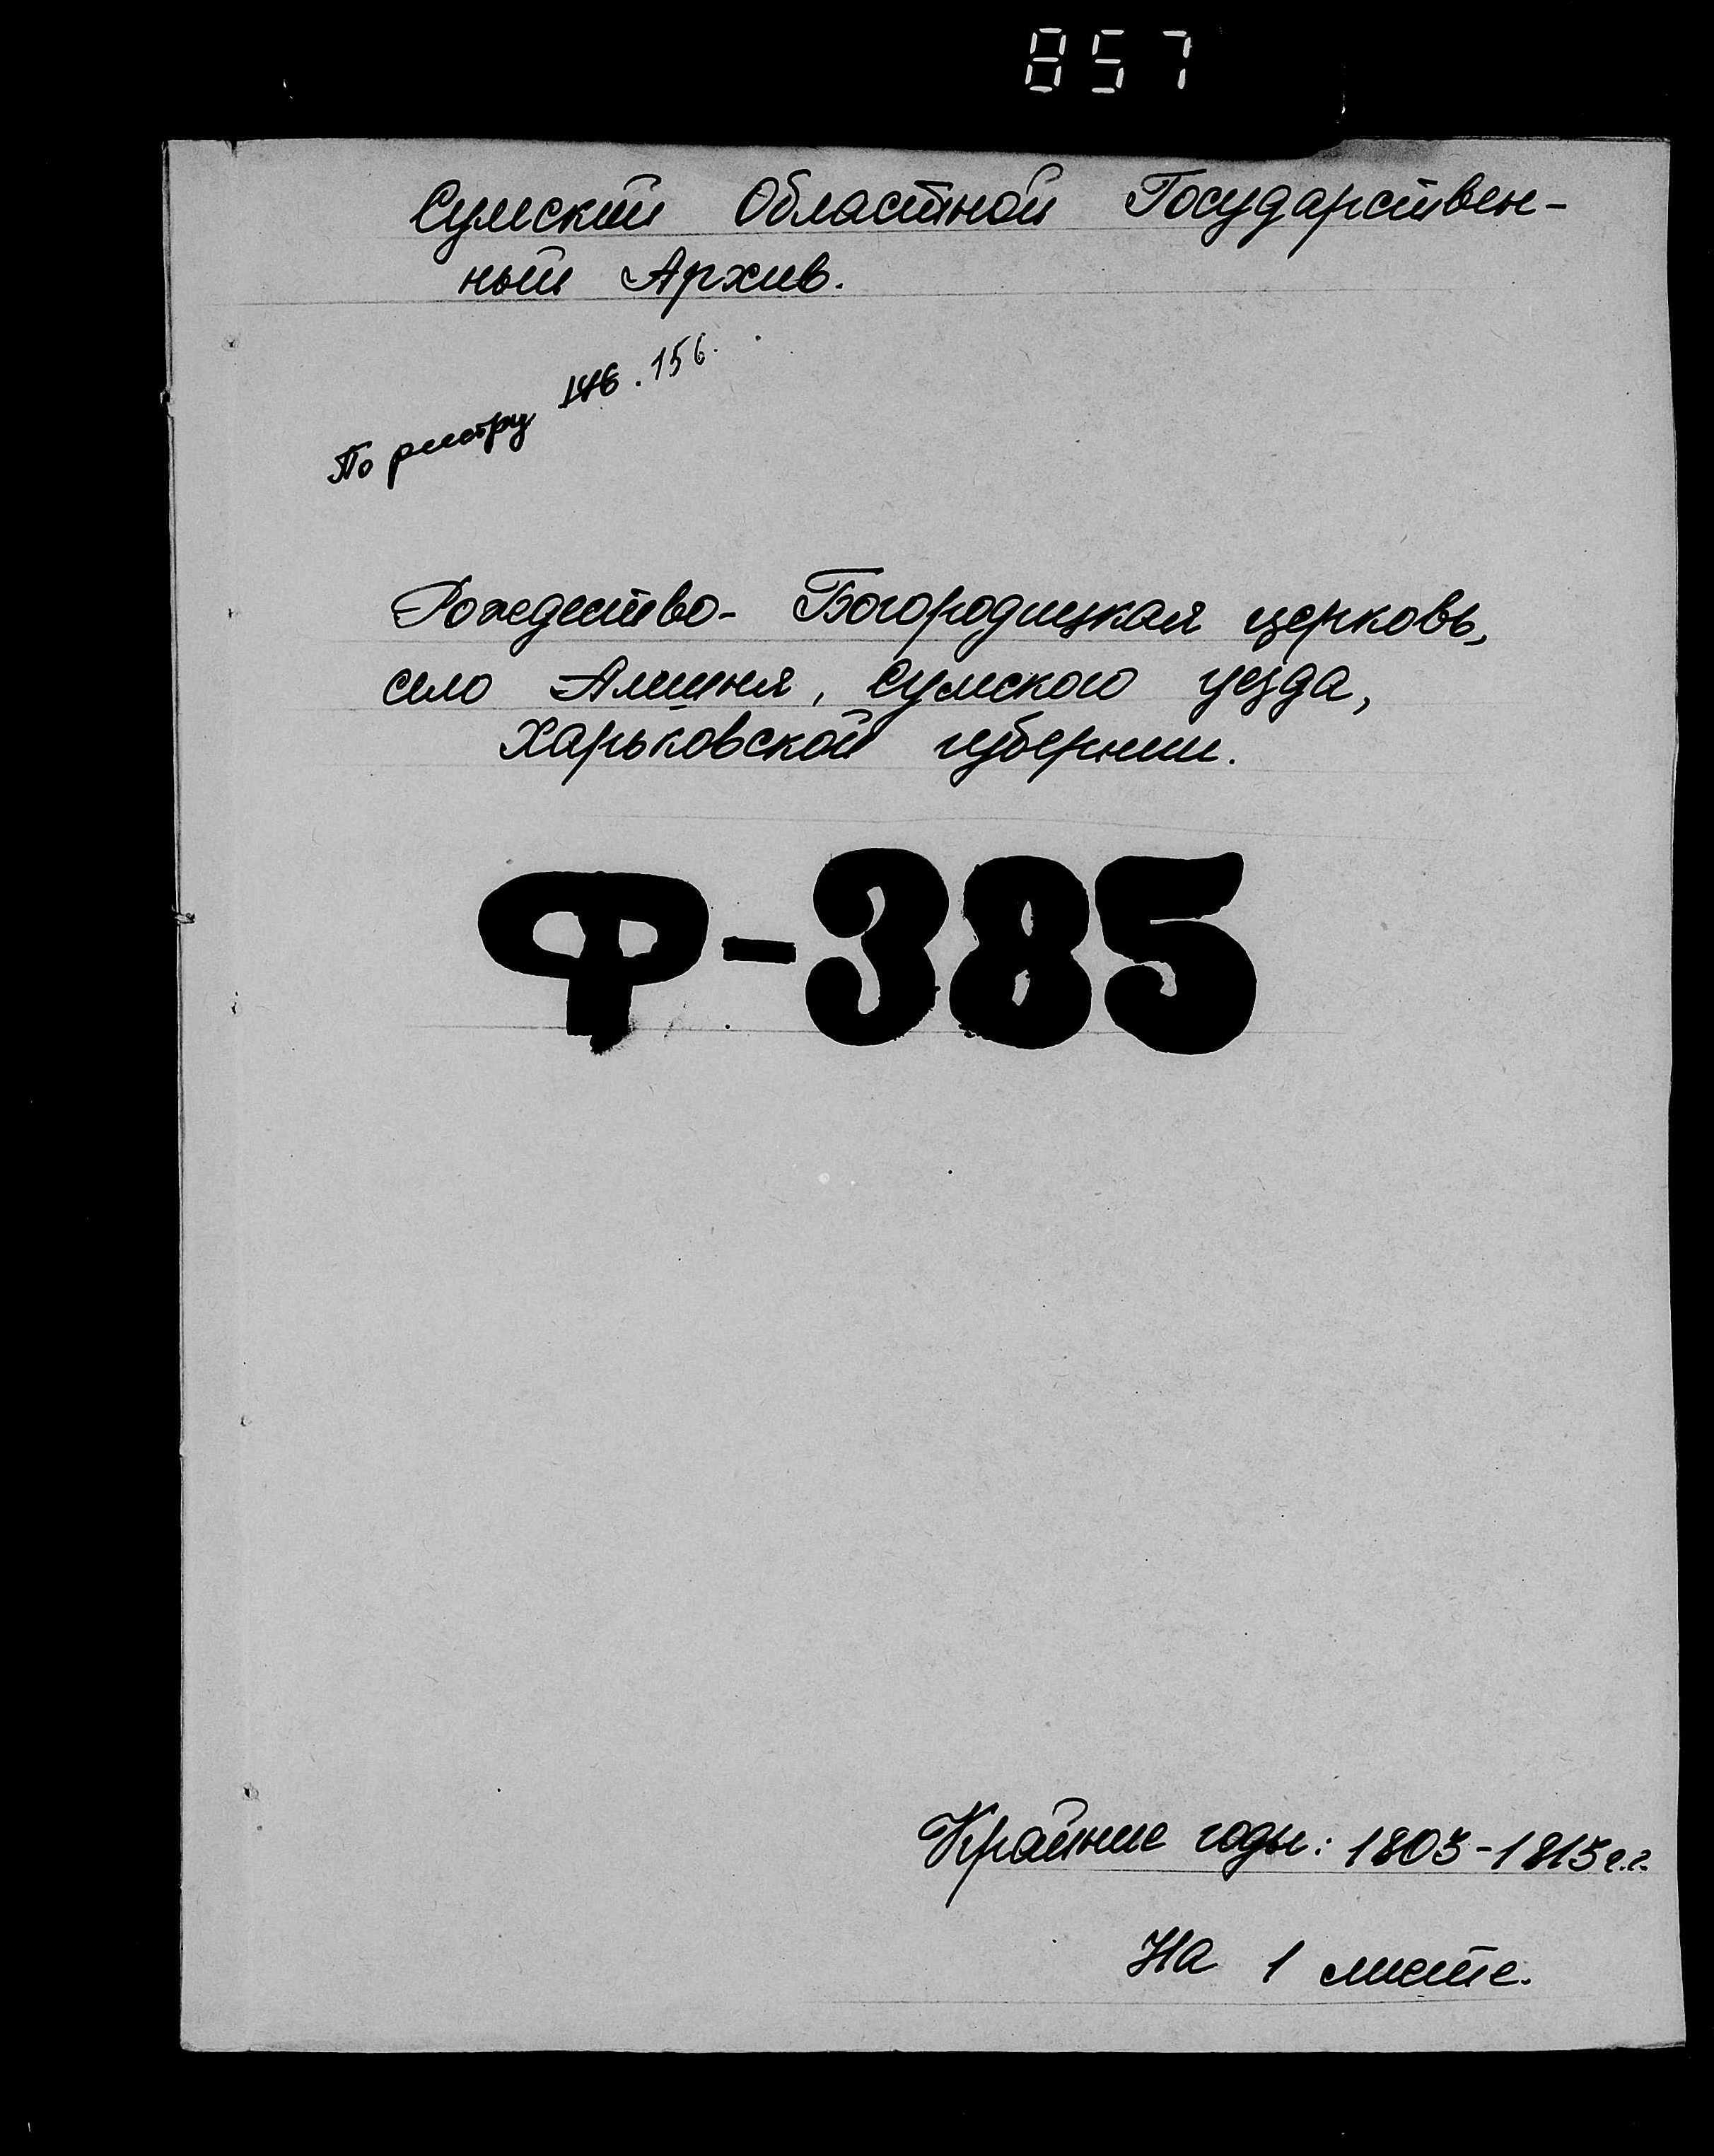 857
Сумский Областной Государствен-
ный Архив.
По реестру 146. 156.
Рождество- Богородицкая церковь,
село Алешня, Сумского уезда,
Харьковской губернии.
Ф-385
Крайние годы: 1803-1813 г.г.
На 1 листе.